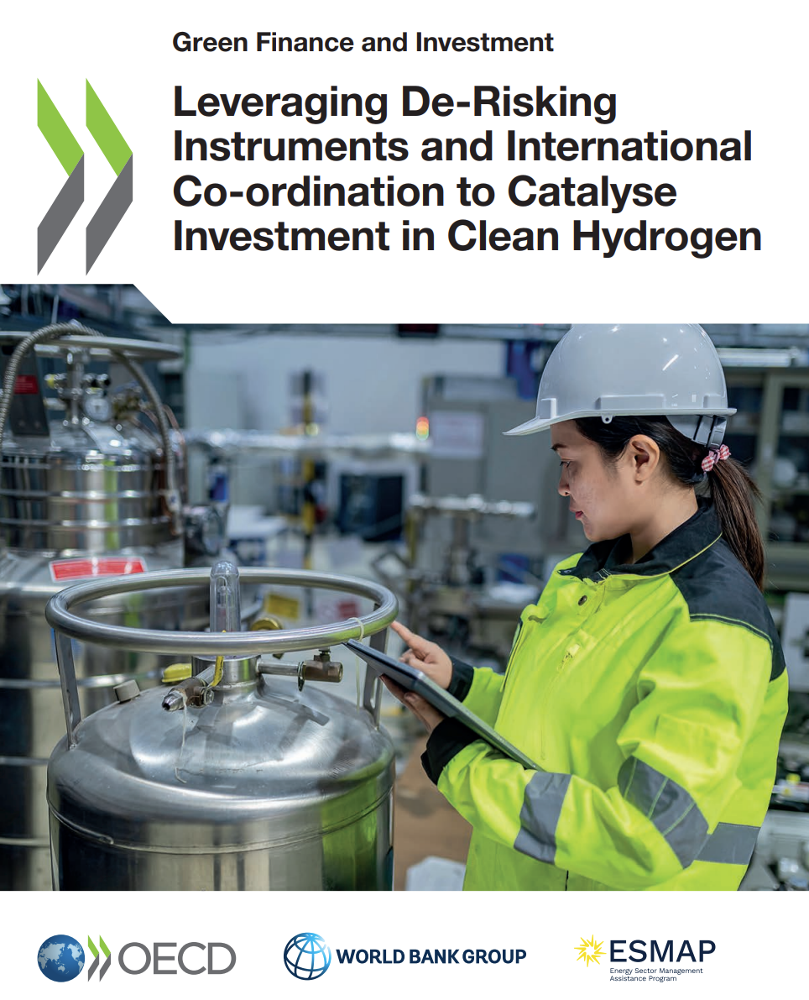 Green Finance and Investment
Leveraging De-Risking
Instruments and International
Co-ordination to Catalyse
Investment in Clean Hydrogen
OECD
WORLD BANK GROUP
ESMAP
Energy Sector Management
Assistance Program